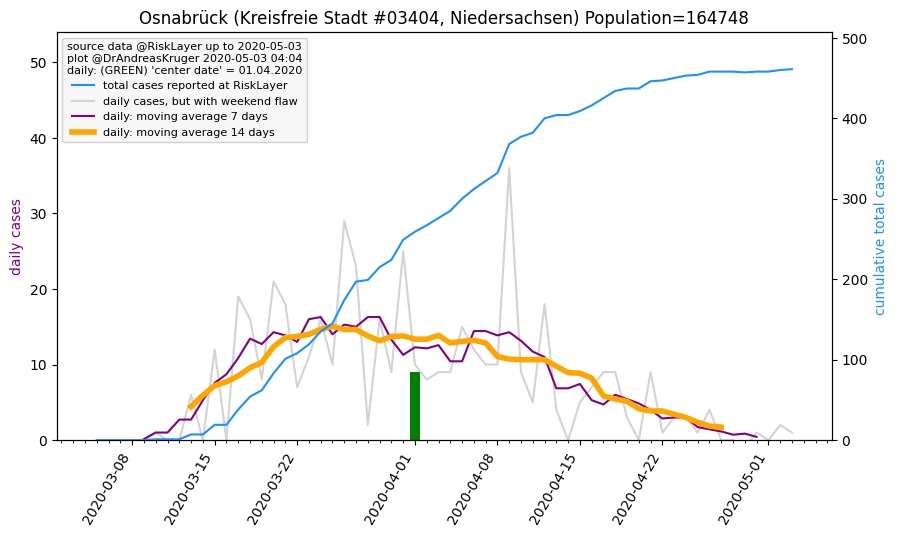 Osnabrück (Kreisfreie Stadt #03404, Niedersachsen) Population=164748
source data @RiskLayer up to 2020-05-03
plot @DrAndreasKruger 2020-05-03 04:04
daily: (GREEN) 'center date' = 01.04.2020
total cases reported at RiskLayer
daily cases, but with weekend flaw
daily: moving average 7 days
daily: moving average 14 days
daily cases
50
40
30
20
10
0
500
400
300
200
100
0
cumulative total cases
2020-03-08
2020-03-15
2020-03-22
2020-04-01
2020-04-08
2020-04-15
2020-04-22
2020-05-01